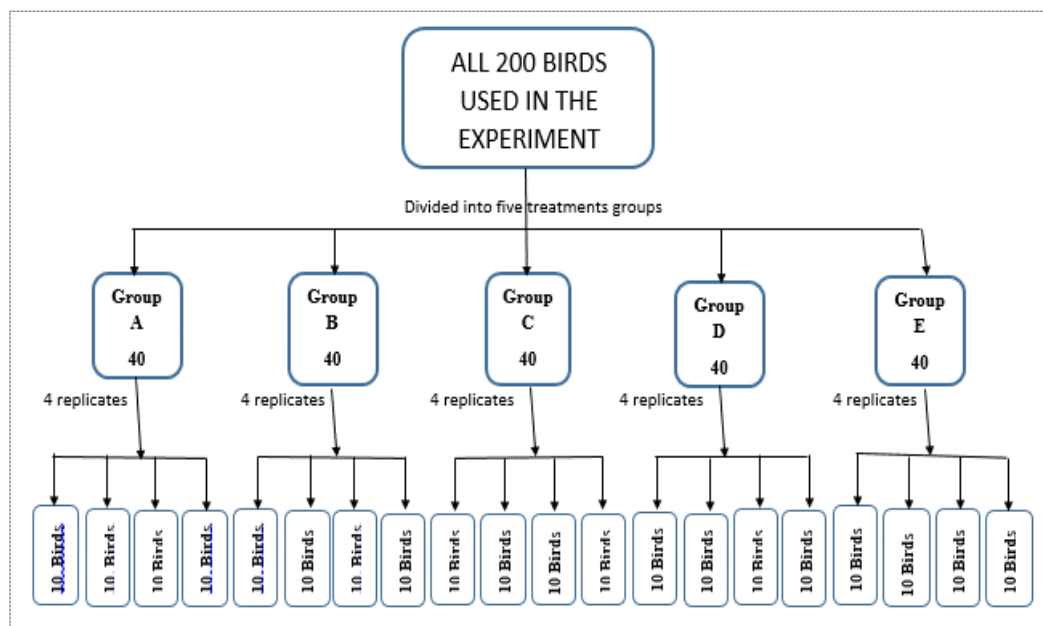 ALL 200 BIRDS
USED IN THE
EXPERIMENT
Divided into five treatments groups
Group
A
40
Group
B
40
Group
C
40
Group
D
40
Group
E
40
4 replicates
4 replicates
4 replicates
4 replicates
4 replicates
10. Birds
10. Birds
10 Birds
10. Birds
10. Birds
10 Birds
10. Birds
10 Birds
10 Birds
10 Birds
10 Birds
10 Birds
10 Birds
10 Birds
10 Birds
10 Birds
10 Birds
10 Birds
10 Birds
10 Birds